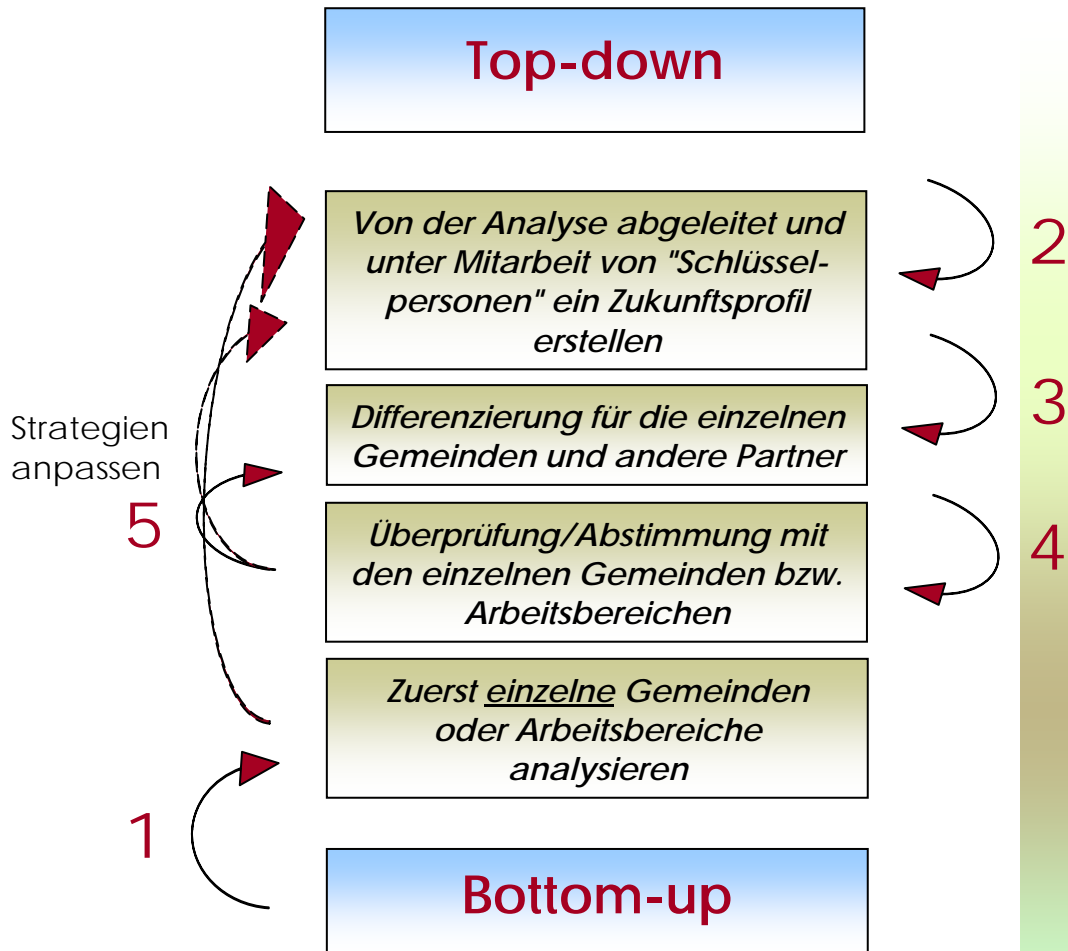 Top-down
Von der Analyse abgeleitet und
unter Mitarbeit von "Schlüssel-
personen" ein Zukunftsprofil
erstellen
2
Differenzierung für die einzelnen
Gemeinden und andere Partner
3
Strategien
anpassen
5
Überprüfung/Abstimmung mit
den einzelnen Gemeinden bzw.
Arbeitsbereichen
4
Zuerst einzelne Gemeinden
oder Arbeitsbereiche
analysieren
1
Bottom-up